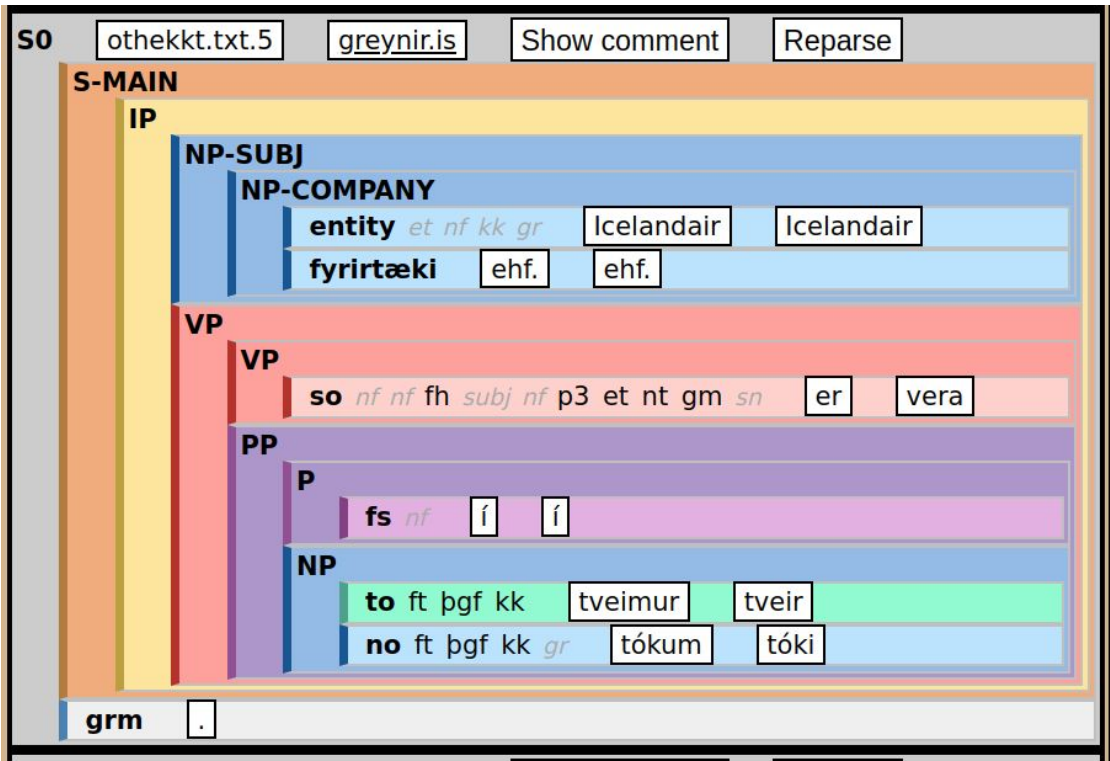 S0 othekkt.txt.5 greynir.is Show comment Reparse
S-MAIN
IP
NP-SUBJ
NP-COMPANY
entity et nf kk gr Icelandair Icelandair
fyrirtæki ehf. ehf.
VP
VP
so nf nf fh subj nf p3 et nt gm sn er vera
PP
P
fs nf í í
NP
to ft þgf kk tveimur tveir
no ft þgf kk gr tókum tóki
grm .